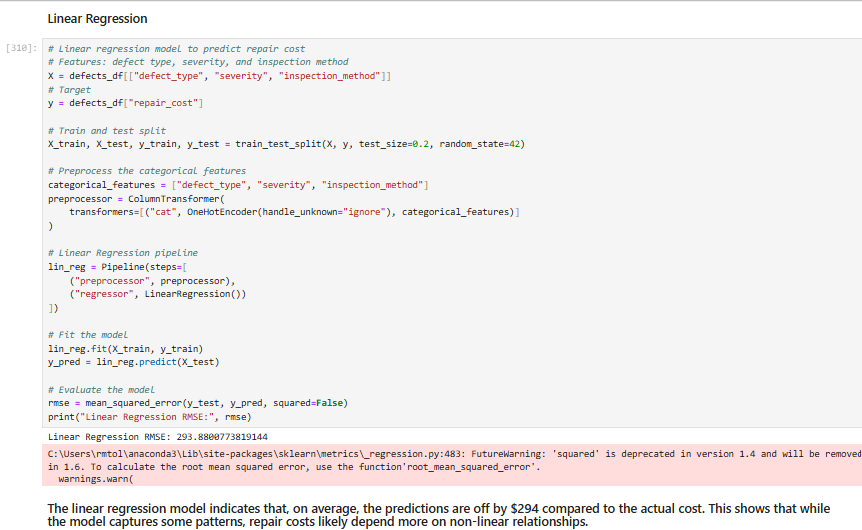 Linear Regression
[310]: # Linear regression model to predict repair cost
# Features: defect type, severity, and inspection method
X = defects_df[["defect_type", "severity", "inspection_method"]]
# Target
y = defects_df["repair_cost"]
# Train and test split
X_train, X_test, y_train, y_test = train_test_split(X, y, test_size=0.2, random_state=42)
# Preprocess the categorical features
categorical_features = ["defect_type", "severity", "inspection_method"]
preprocessor = ColumnTransformer(
transformers=[("cat", OneHotEncoder(handle_unknown="ignore"), categorical_features)]
)
# Linear Regression pipeline
lin_reg = Pipeline(steps=[
("preprocessor", preprocessor),
("regressor", LinearRegression())
])
# Fit the model
lin_reg.fit(X_train, y_train)
y_pred = lin_reg.predict(X_test)
# Evaluate the model
rmse = mean_squared_error(y_test, y_pred, squared=False)
print("Linear Regression RMSE:", rmse)
Linear Regression RMSE: 293.8800773819144
C:\Users\rmtol\anaconda3\Lib\site-packages\sklearn\metrics\_regression.py:483: FutureWarning: 'squared' is deprecated in version 1.4 and will be removed
in 1.6. To calculate the root mean squared error, use the function'root_mean_squared_error'.
warnings.warn(
The linear regression model indicates that, on average, the predictions are off by $294 compared to the actual cost. This shows that while
the model captures some patterns, repair costs likely depend more on non-linear relationships.